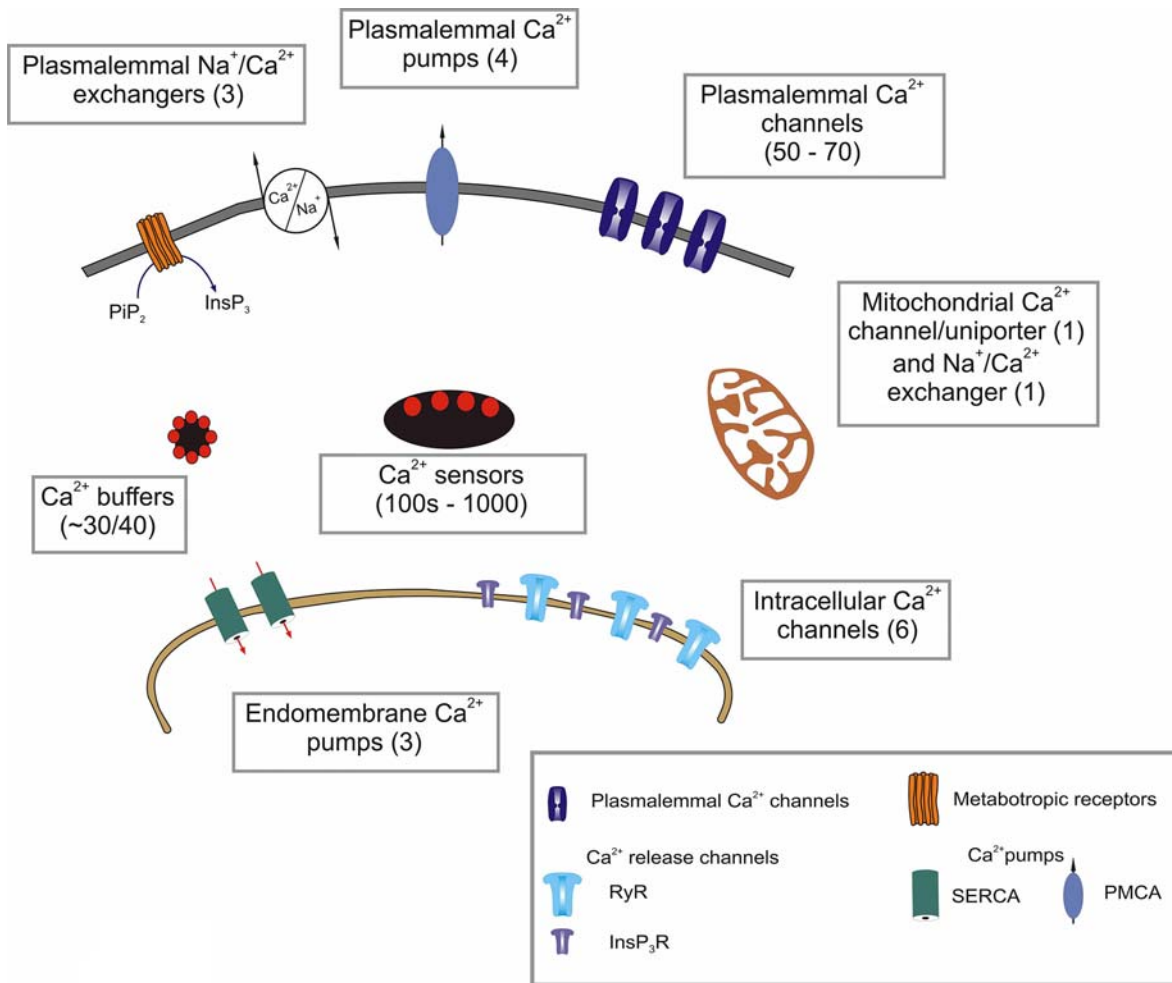 Plasmalemmal Na⁺/Ca²⁺
exchangers (3)
Plasmalemmal Ca²⁺
pumps (4)
Plasmalemmal Ca²⁺
channels
(50 - 70)
Ca²⁺
Na⁺
PiP₂
InsP₃
Mitochondrial Ca²⁺
channel/uniporter (1)
and Na⁺/Ca²⁺
exchanger (1)
Ca²⁺ buffers
(~30/40)
Ca²⁺ sensors
(100s - 1000)
Intracellular Ca²⁺
channels (6)
Endomembrane Ca²⁺
pumps (3)
Plasmalemmal Ca²⁺ channels
Metabotropic receptors
Ca²⁺ release channels
Ca²⁺pumps
RyR
SERCA
PMCA
InsP₃R